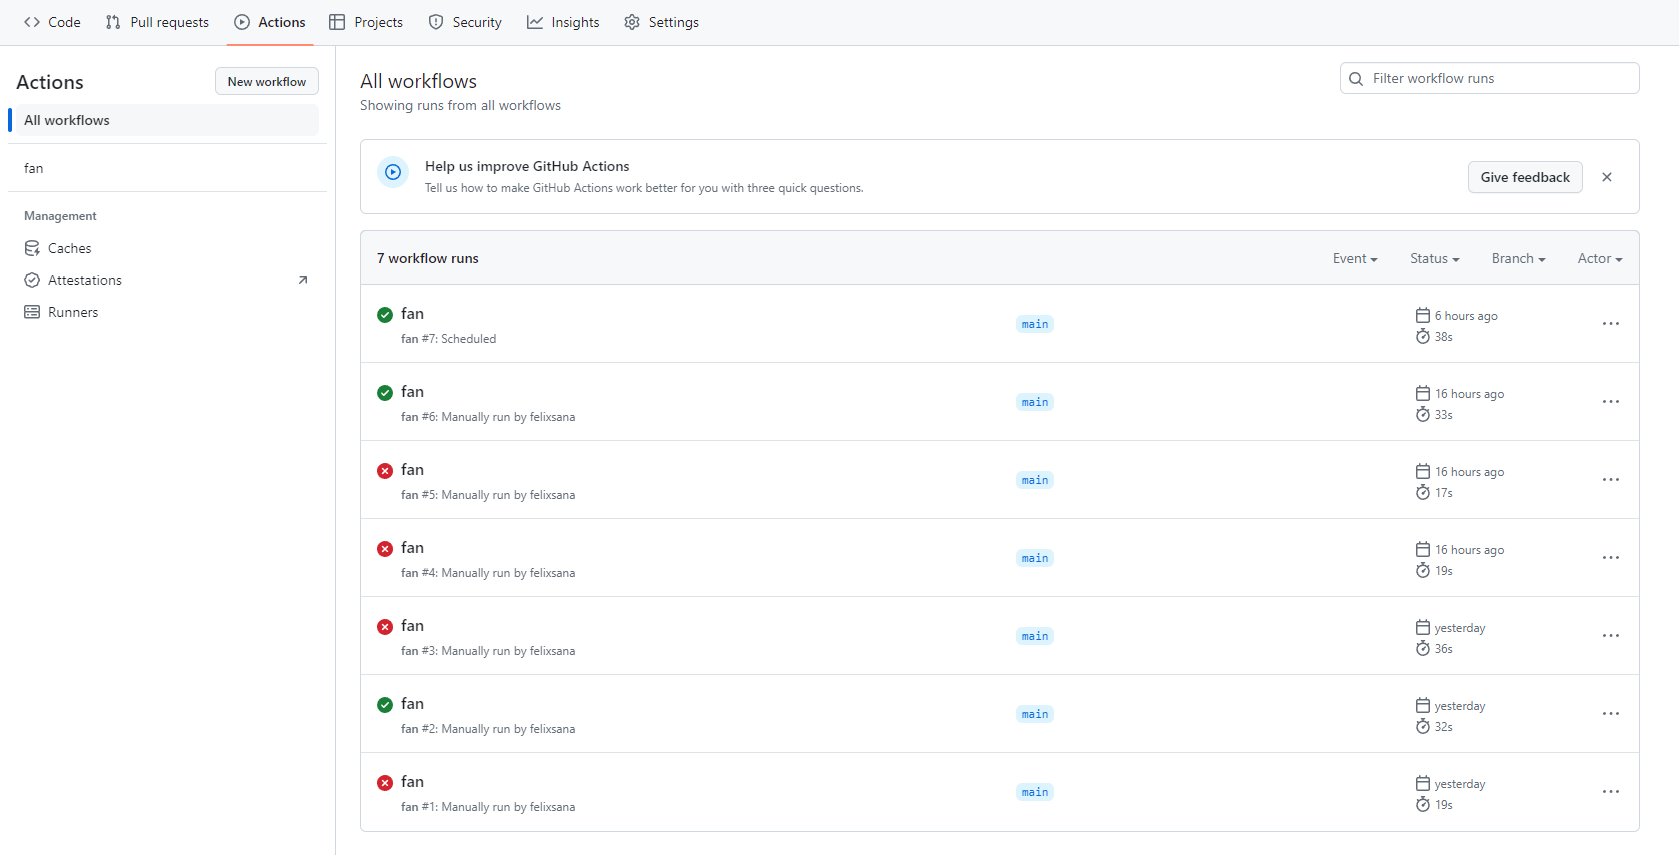 Code Pull requests Actions Projects Security Insights Settings
Actions
New workflow
All workflows
fan
Management
Caches
Attestations
Runners
All workflows
Showing runs from all workflows
Filter workflow runs
Help us improve GitHub Actions
Tell us how to make GitHub Actions work better for you with three quick questions.
Give feedback
7 workflow runs
Event Status Branch Actor
fan
fan #7: Scheduled
main
6 hours ago
38s
fan
fan #6: Manually run by felixsana
main
16 hours ago
33s
fan
fan #5: Manually run by felixsana
main
16 hours ago
17s
fan
fan #4: Manually run by felixsana
main
16 hours ago
19s
fan
fan #3: Manually run by felixsana
main
yesterday
36s
fan
fan #2: Manually run by felixsana
main
yesterday
32s
fan
fan #1: Manually run by felixsana
main
yesterday
19s